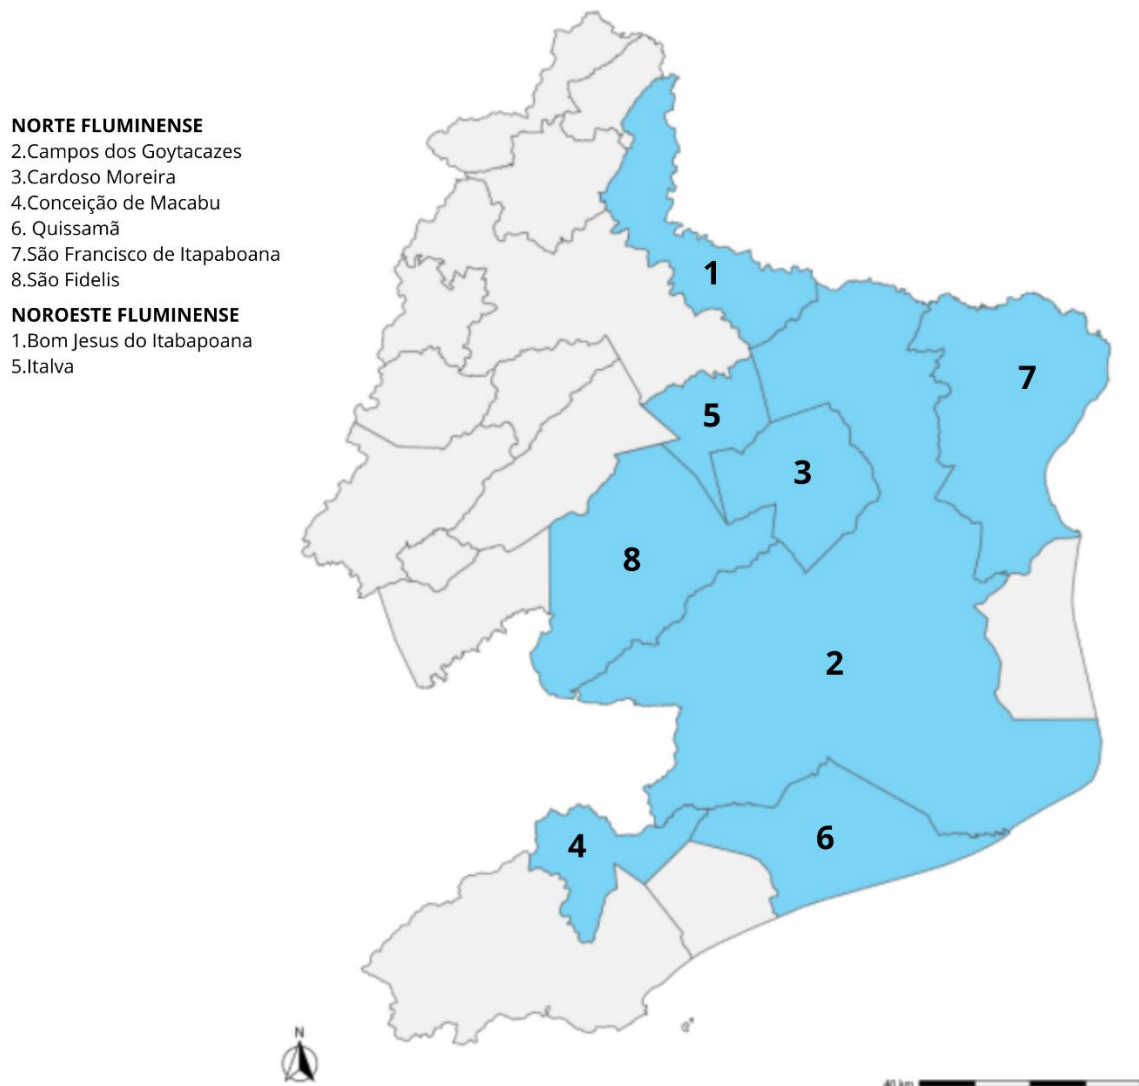 NORTE FLUMINENSE
2.Campos dos Goytacazes
3.Cardoso Moreira
4.Conceição de Macabu
6. Quissamã
7.São Francisco de Itapaboana
8.São Fidelis
NOROESTE FLUMINENSE
1.Bom Jesus do Itabapoana
5.Italva
1
7
5
3
8
2
6
4
N
40 km